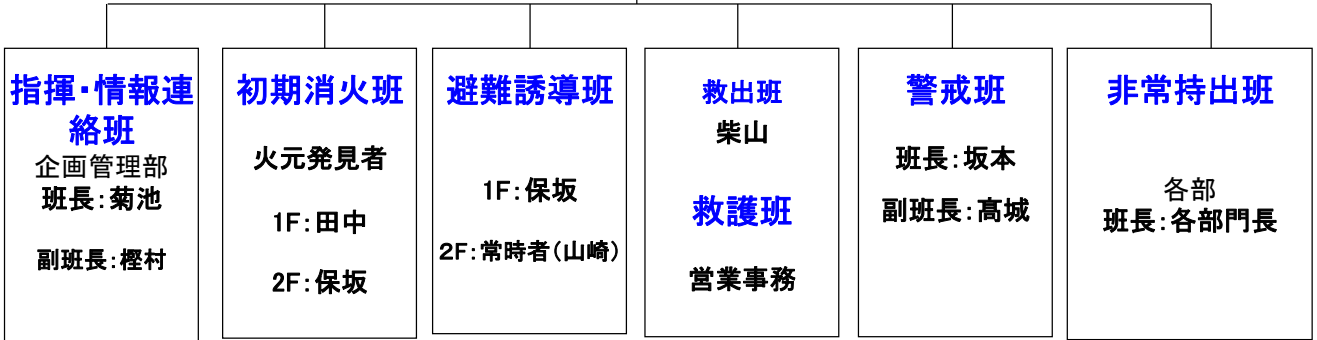 指揮・情報連
絡班
企画管理部
班長：菊池
副班長：樫村
初期消火班
火元発見者
1F：田中
2F：保坂
避難誘導班
1F：保坂
2F：常時者（山崎）
救出班
柴山
救護班
営業事務
警戒班
班長：坂本
副班長：髙城
非常持出班
各部
班長：各部門長